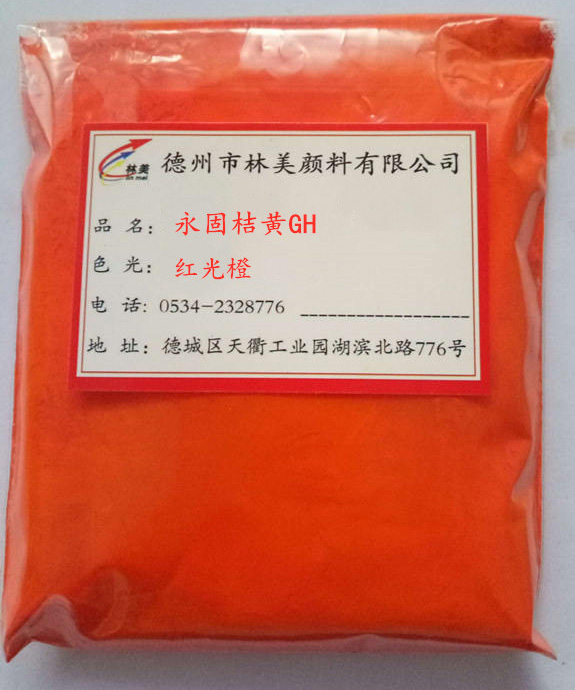 林美
lin mei
德州市林美颜料有限公司
品 名： 永固桔黄GH
色 光： 红光橙
电 话: 0534-2328776
地 址： 德城区天衢工业园湖滨北路776号